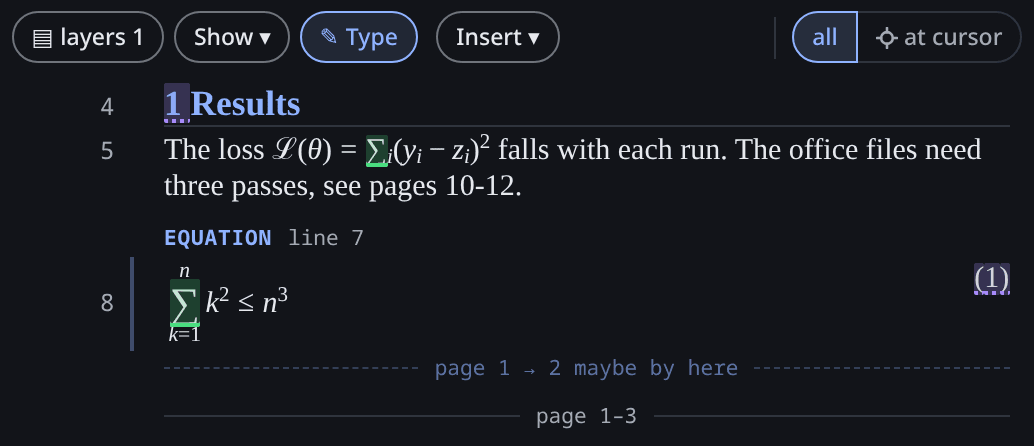 ▤ layers 1 Show ▾ ✎ Type Insert ▾ all at cursor
4 1 Results
5 The loss ℒ(θ) = ∑ᵢ(yᵢ − zᵢ)² falls with each run. The office files need
three passes, see pages 10-12.
EQUATION line 7
n
8 ∑ k² ≤ n³ (1)
k=1
page 1 → 2 maybe by here
page 1–3